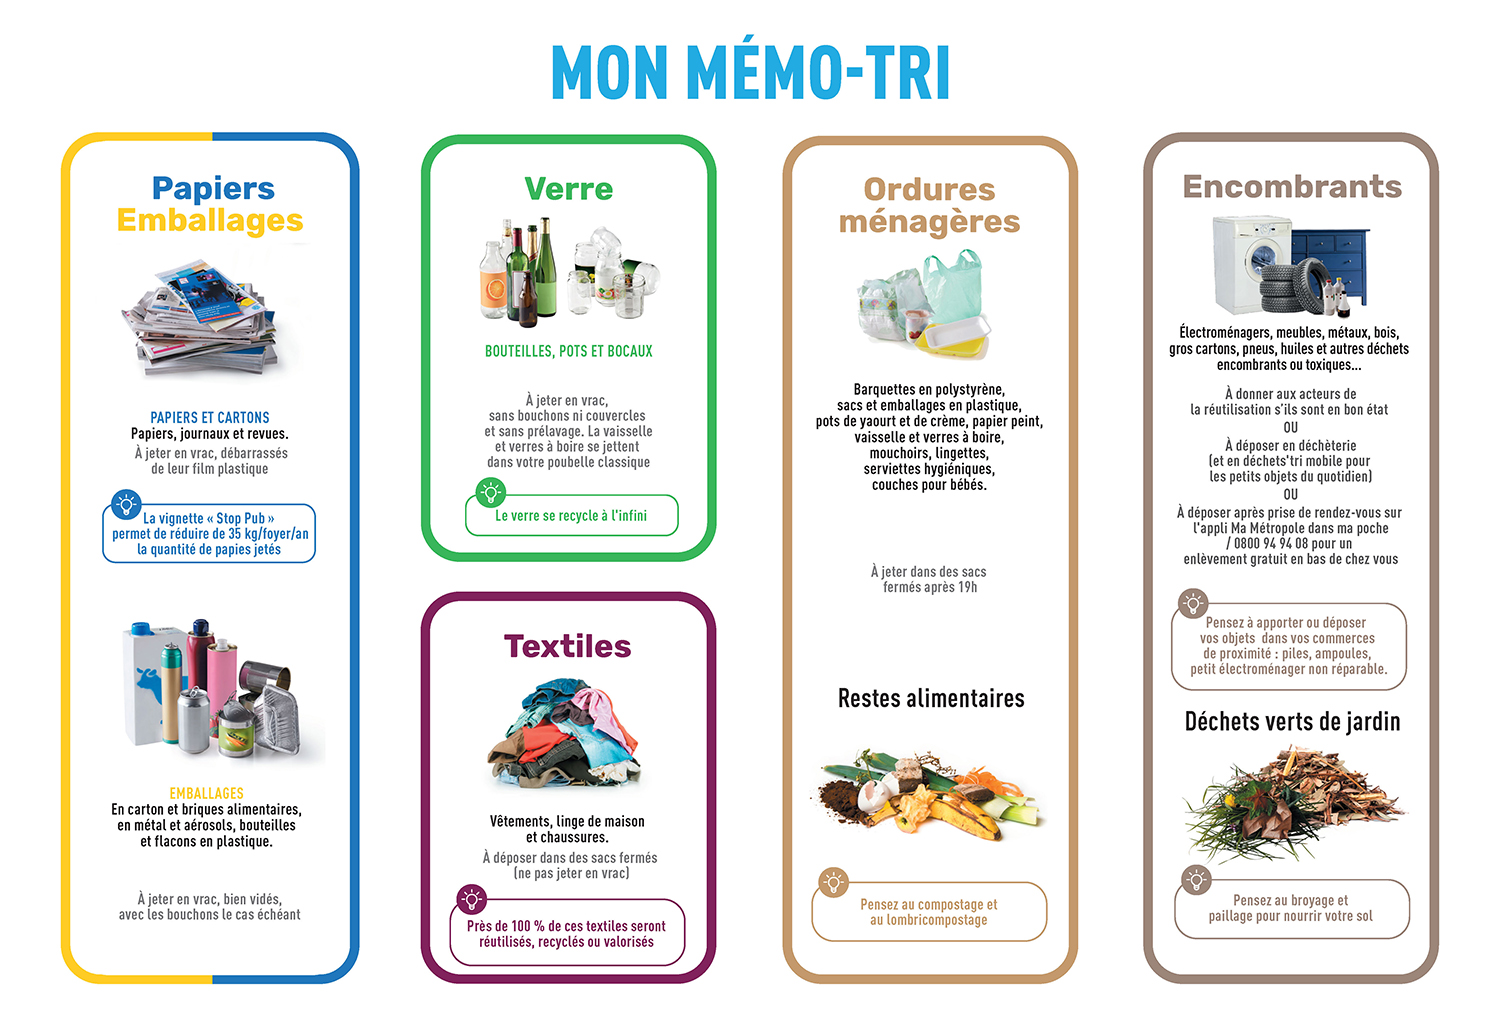 MON MÉMO-TRI
Papiers
Emballages
PAPIERS ET CARTONS
Papiers, journaux et revues.
À jeter en vrac, débarrassés
de leur film plastique
La vignette « Stop Pub »
permet de réduire de 35 kg/foyer/an
la quantité de papies jetés
EMBALLAGES
En carton et briques alimentaires,
en métal et aérosols, bouteilles
et flacons en plastique.
À jeter en vrac, bien vidés,
avec les bouchons le cas échéant
Verre
BOUTEILLES, POTS ET BOCAUX
À jeter en vrac,
sans bouchons ni couvercles
et sans prélavage. La vaisselle
et verres à boire se jettent
dans votre poubelle classique
Le verre se recycle à l'infini
Textiles
Vêtements, linge de maison
et chaussures.
À déposer dans des sacs fermés
(ne pas jeter en vrac)
Près de 100 % de ces textiles seront
réutilisés, recyclés ou valorisés
Ordures
ménagères
Barquettes en polystyrène,
sacs et emballages en plastique,
pots de yaourt et de crème, papier peint,
vaisselle et verres à boire,
mouchoirs, lingettes,
serviettes hygiéniques,
couches pour bébés.
À jeter dans des sacs
fermés après 19h
Restes alimentaires
Pensez au compostage et
au lombricompostage
Encombrants
Électroménagers, meubles, métaux, bois,
gros cartons, pneus, huiles et autres déchets
encombrants ou toxiques...
À donner aux acteurs de
la réutilisation s'ils sont en bon état
OU
À déposer en déchèterie
(et en déchets'tri mobile pour
les petits objets du quotidien)
OU
À déposer après prise de rendez-vous sur
l'appli Ma Métropole dans ma poche
/ 0800 94 94 08 pour un
enlèvement gratuit en bas de chez vous
Pensez à apporter ou déposer
vos objets dans vos commerces
de proximité : piles, ampoules,
petit électroménager non réparable.
Déchets verts de jardin
Pensez au broyage et
paillage pour nourrir votre sol